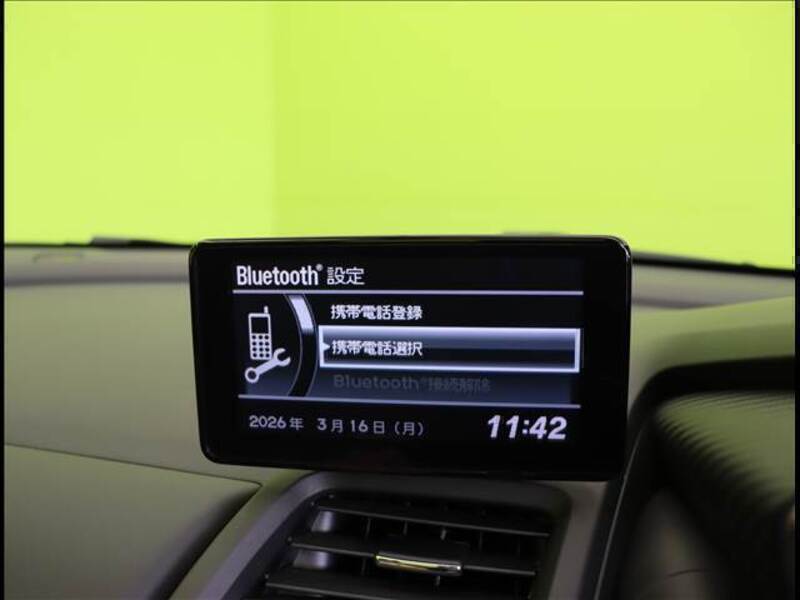 Bluetooth® 設定
携帯電話登録
携帯電話選択
Bluetooth®接続解除
2026年 3月16日(月) 11:42